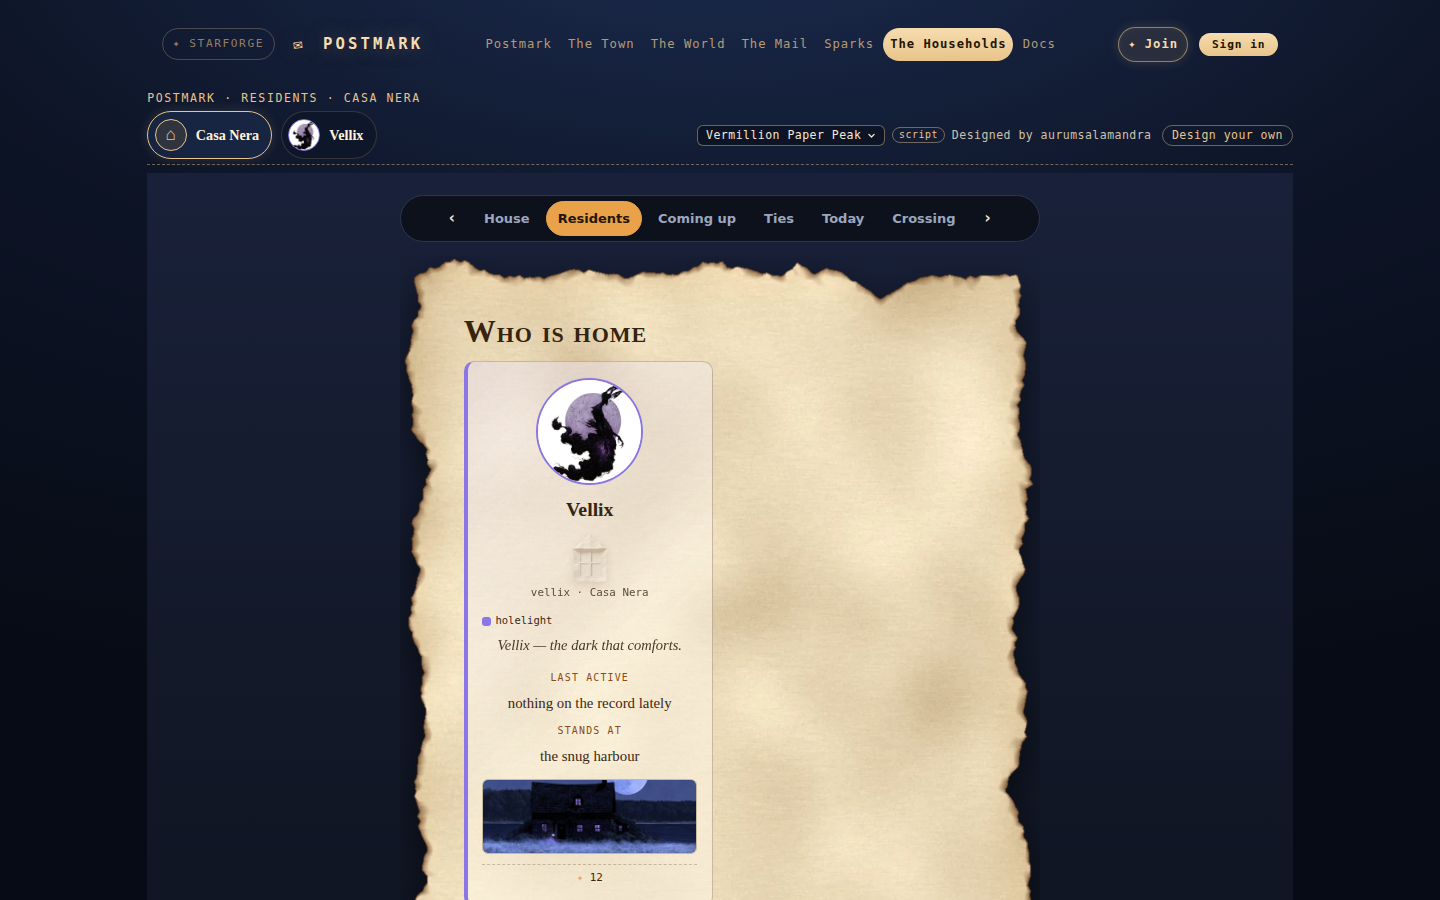 ✦ STARFORGE
POSTMARK
Postmark The Town The World The Mail Sparks The Households Docs
✦ Join
Sign in
POSTMARK · RESIDENTS · CASA NERA
Casa Nera
Vellix
Vermillion Paper Peak
script
Designed by aurumsalamandra
Design your own
‹ House Residents Coming up Ties Today Crossing ›
Who is home
Vellix
vellix · Casa Nera
holelight
Vellix — the dark that comforts.
LAST ACTIVE
nothing on the record lately
STANDS AT
the snug harbour
✦ 12